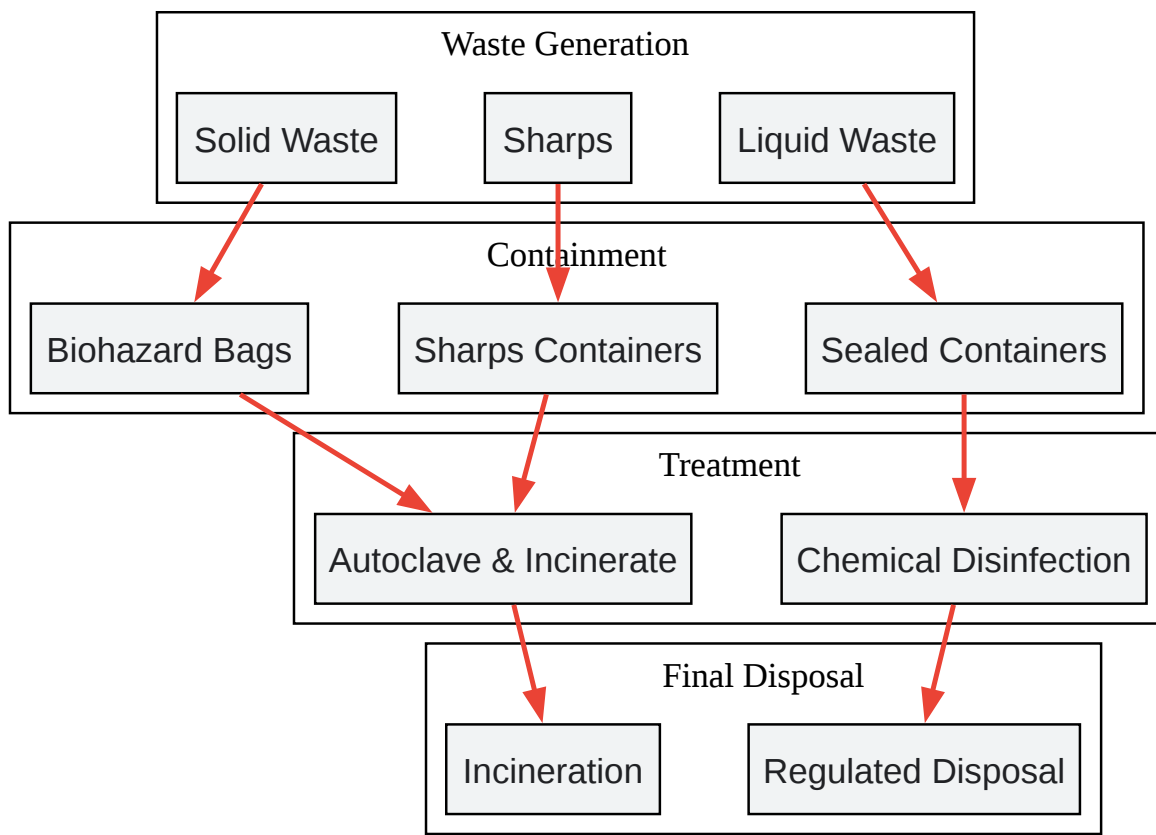 Waste Generation
Solid Waste
Sharps
Liquid Waste
Containment
Biohazard Bags
Sharps Containers
Sealed Containers
Treatment
Autoclave & Incinerate
Chemical Disinfection
Final Disposal
Incineration
Regulated Disposal